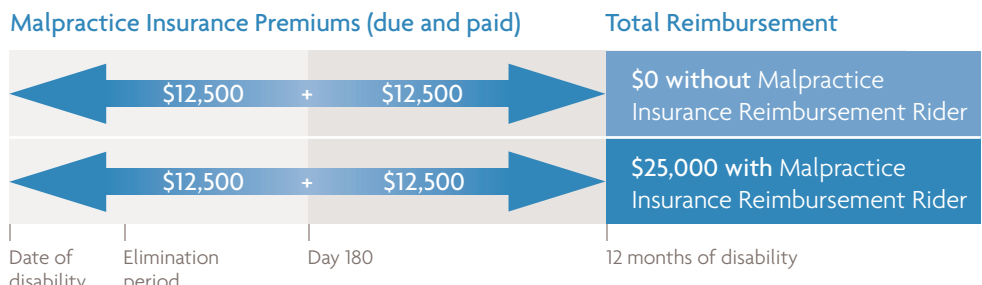 Malpractice Insurance Premiums (due and paid)
Total Reimbursement
$12,500 + $12,500
$0 without Malpractice
Insurance Reimbursement Rider
$12,500 + $12,500
$25,000 with Malpractice
Insurance Reimbursement Rider
Date of
disability
Elimination
period
Day 180
12 months of disability